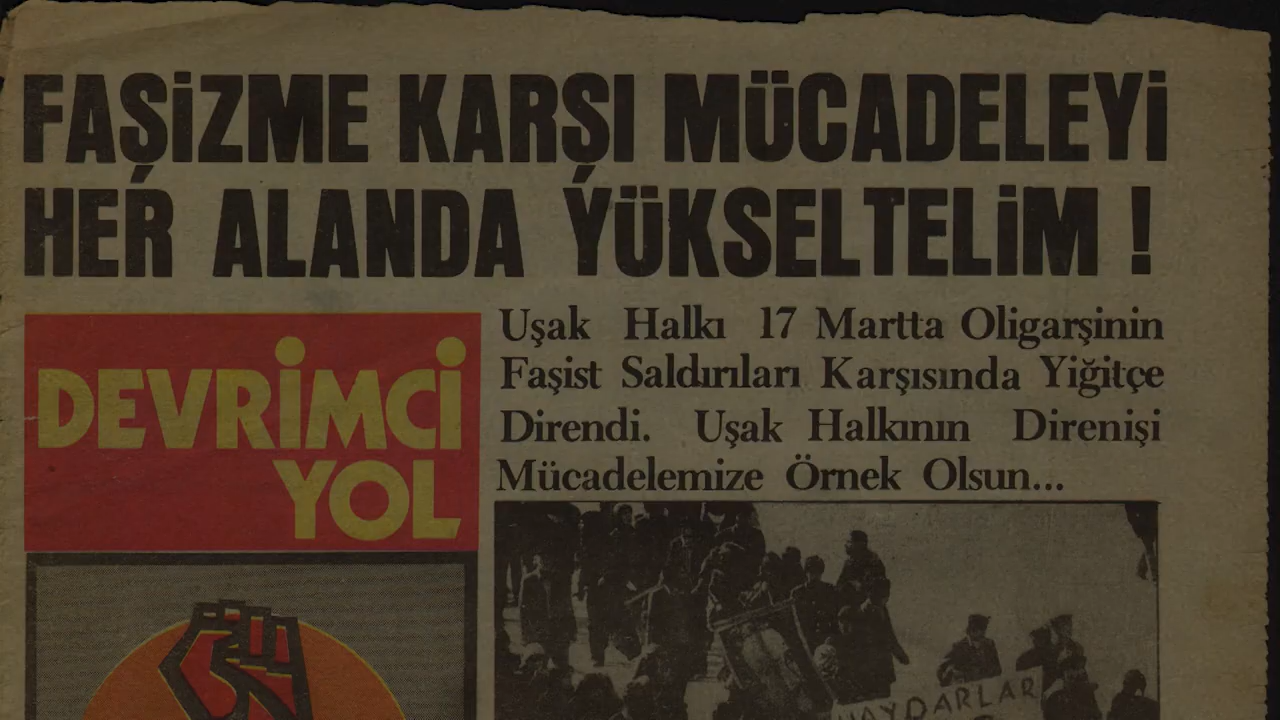 FAŞİZME KARŞI MÜCADELEYİ
HER ALANDA YÜKSELTELİM !
DEVRİMCİ
YOL
Uşak Halkı 17 Martta Oligarşinin
Faşist Saldırıları Karşısında Yiğitçe
Direndi. Uşak Halkının Direnişi
Mücadelemize Örnek Olsun...
HAYDARLAR